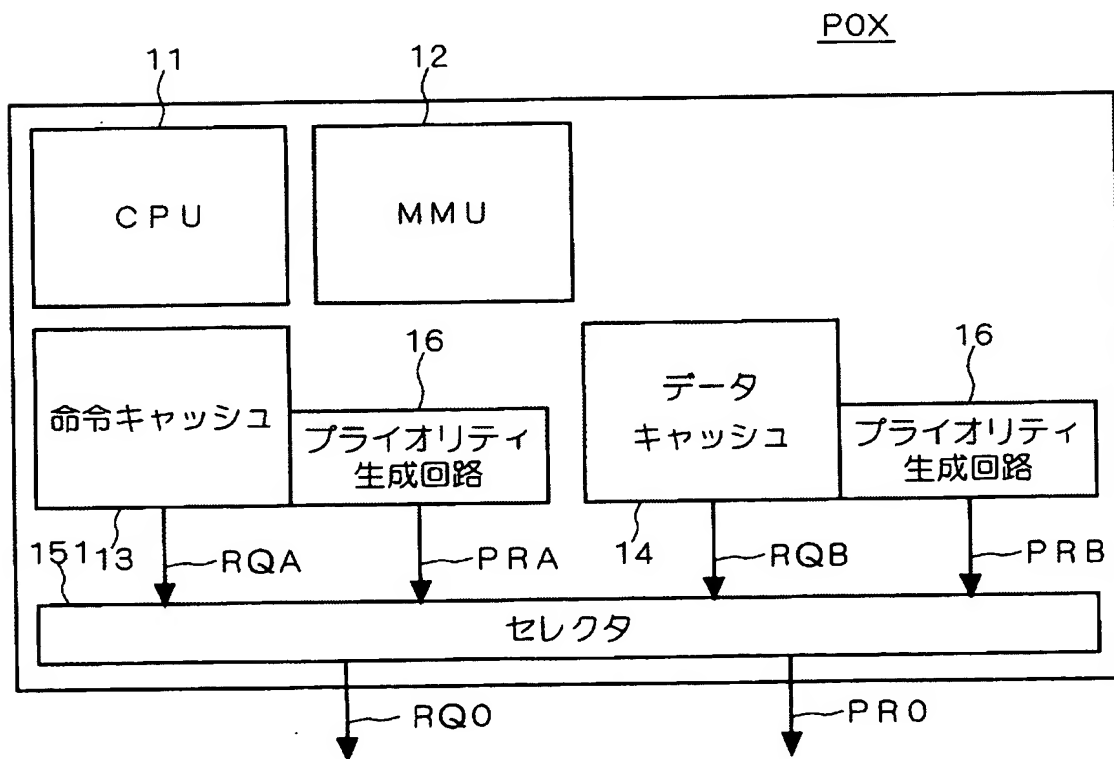 P0X
11
12
CPU
MMU
16
16
命令キャッシュ
プライオリティ
生成回路
データ
キャッシュ
プライオリティ
生成回路
151
13
RQA
PRA
14
RQB
PRB
セレクタ
RQ0
PR0